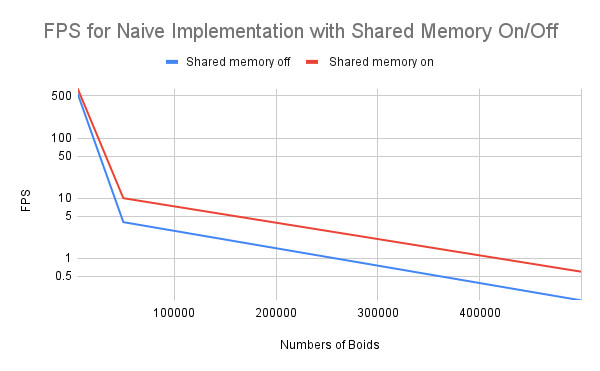 FPS for Naive Implementation with Shared Memory On/Off
Shared memory off
Shared memory on
500
100
50
10
5
1
0.5
FPS
100000
200000
300000
400000
Numbers of Boids